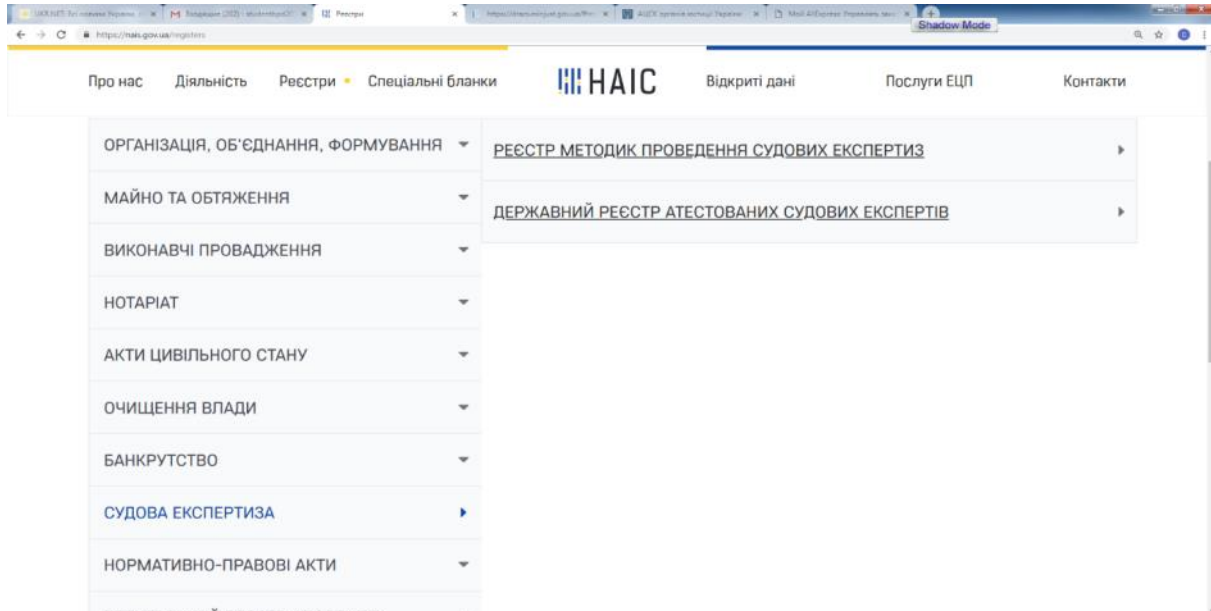 Реєстри
Shadow Mode
https://nais.gov.ua/registers
Про нас Діяльність Реєстри Спеціальні бланки НАІС Відкриті дані Послуги ЕЦП Контакти
ОРГАНІЗАЦІЯ, ОБ'ЄДНАННЯ, ФОРМУВАННЯ
РЕЄСТР МЕТОДИК ПРОВЕДЕННЯ СУДОВИХ ЕКСПЕРТИЗ
МАЙНО ТА ОБТЯЖЕННЯ
ДЕРЖАВНИЙ РЕЄСТР АТЕСТОВАНИХ СУДОВИХ ЕКСПЕРТІВ
ВИКОНАВЧІ ПРОВАДЖЕННЯ
НОТАРІАТ
АКТИ ЦИВІЛЬНОГО СТАНУ
ОЧИЩЕННЯ ВЛАДИ
БАНКРУТСТВО
СУДОВА ЕКСПЕРТИЗА
НОРМАТИВНО-ПРАВОВІ АКТИ